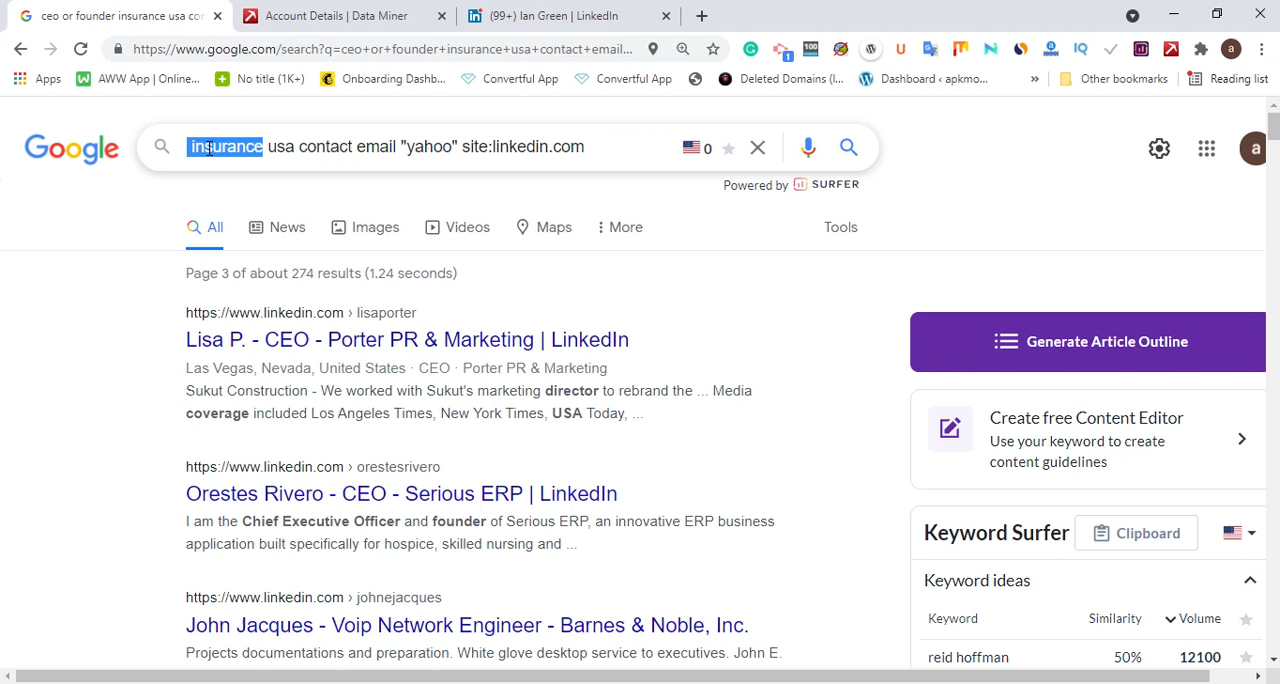 ceo or founder insurance usa cor
Account Details | Data Miner
(99+) Ian Green | LinkedIn
https://www.google.com/search?q=ceo+or+founder+insurance+usa+contact+email...
Apps
AWW App | Online...
No title (1K+)
Onboarding Dashb...
Convertful App
Convertful App
Deleted Domains (l...
Dashboard ‹ apkmo...
»
Other bookmarks
Reading list
Google
insurance usa contact email "yahoo" site:linkedin.com
0
a
Powered by SURFER
All
News
Images
Videos
Maps
More
Tools
Page 3 of about 274 results (1.24 seconds)
https://www.linkedin.com › lisaporter
Lisa P. - CEO - Porter PR & Marketing | LinkedIn
Las Vegas, Nevada, United States · CEO · Porter PR & Marketing
Sukut Construction - We worked with Sukut's marketing director to rebrand the ... Media
coverage included Los Angeles Times, New York Times, USA Today, ...
https://www.linkedin.com › orestesrivero
Orestes Rivero - CEO - Serious ERP | LinkedIn
I am the Chief Executive Officer and founder of Serious ERP, an innovative ERP business
application built specifically for hospice, skilled nursing and ...
https://www.linkedin.com › johnejacques
John Jacques - Voip Network Engineer - Barnes & Noble, Inc.
Projects documentations and preparation. White glove desktop service to executives. John E.
Generate Article Outline
Create free Content Editor
Use your keyword to create
content guidelines
Keyword Surfer
Clipboard
Keyword ideas
Keyword
Similarity
Volume
reid hoffman
50%
12100